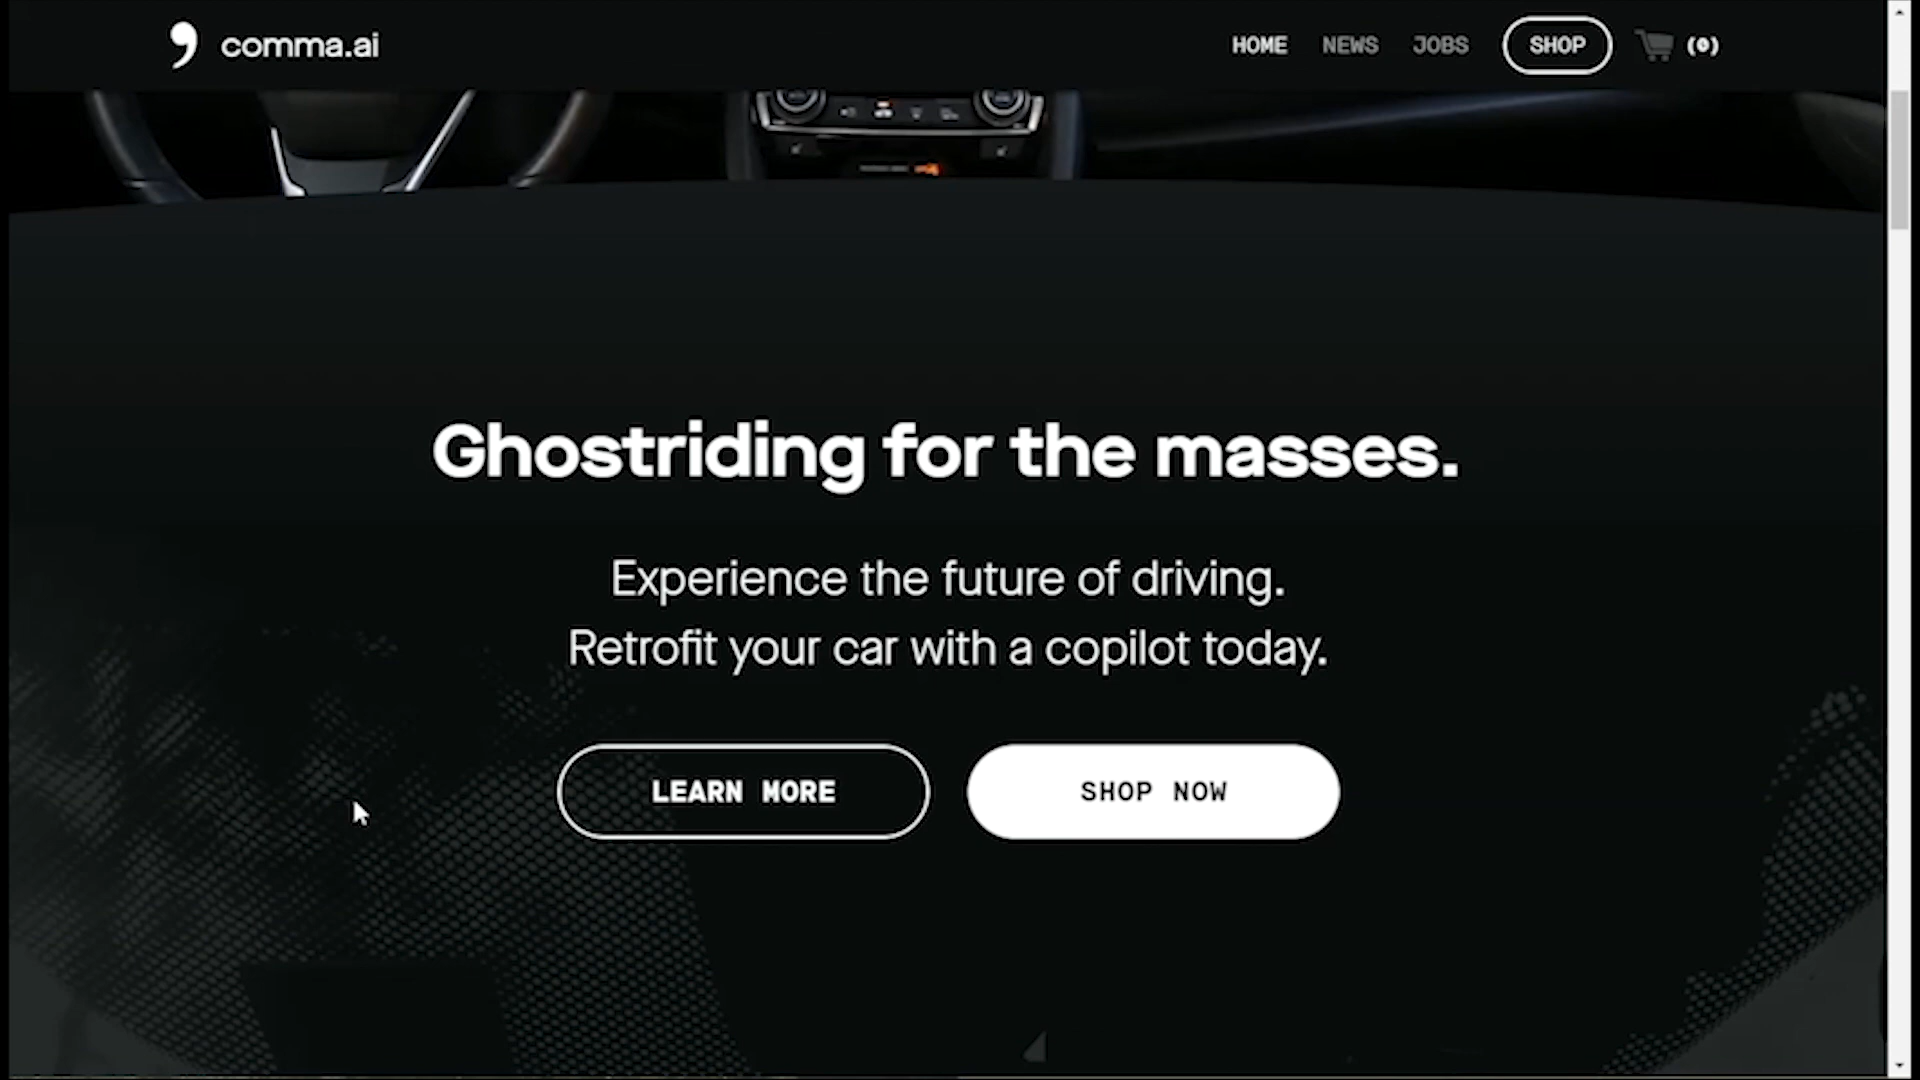 comma.ai
HOME NEWS JOBS SHOP (0)
Ghostriding for the masses.
Experience the future of driving.
Retrofit your car with a copilot today.
LEARN MORE SHOP NOW